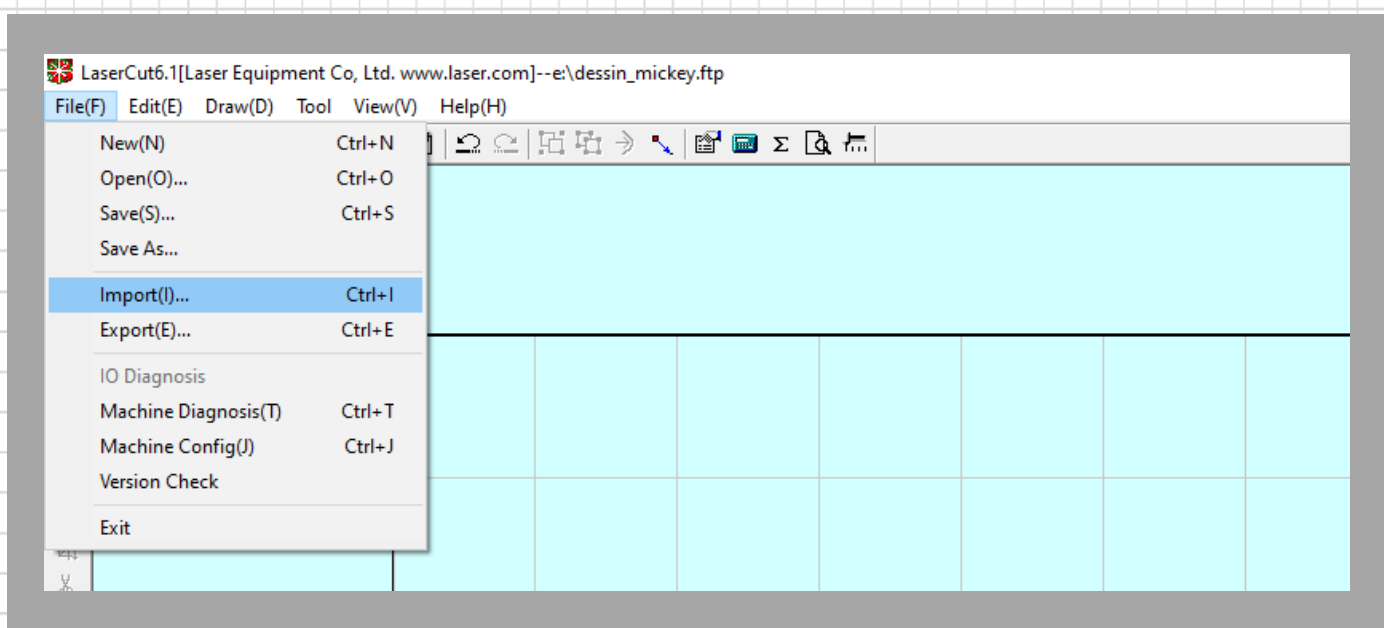 LaserCut6.1[Laser Equipment Co, Ltd. www.laser.com]--e:\dessin_mickey.ftp
File(F) Edit(E) Draw(D) Tool View(V) Help(H)
New(N) Ctrl+N
Open(O)... Ctrl+O
Save(S)... Ctrl+S
Save As...
Import(I)... Ctrl+I
Export(E)... Ctrl+E
IO Diagnosis
Machine Diagnosis(T) Ctrl+T
Machine Config(J) Ctrl+J
Version Check
Exit